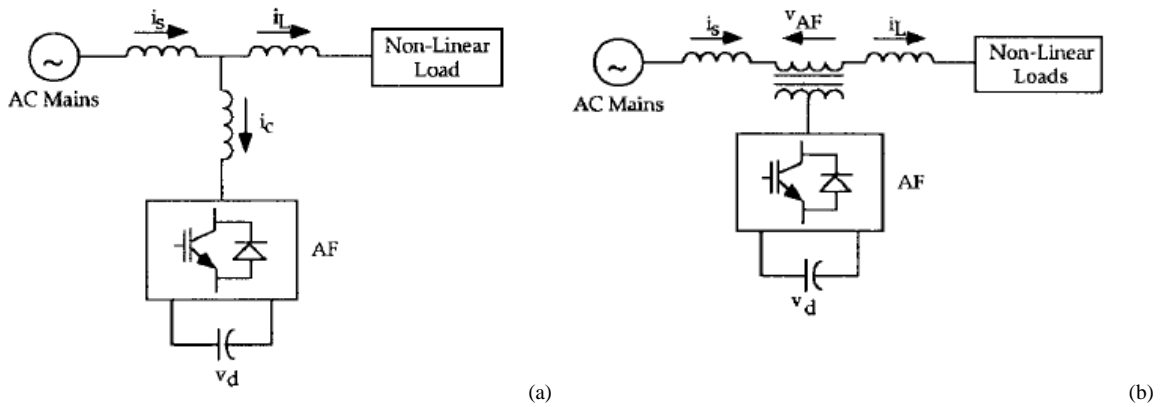 i_s
i_L
Non-Linear
Load
AC Mains
i_c
AF
v_d
(a)
v_AF
i_s
i_L
Non-Linear
Loads
AC Mains
AF
v_d
(b)